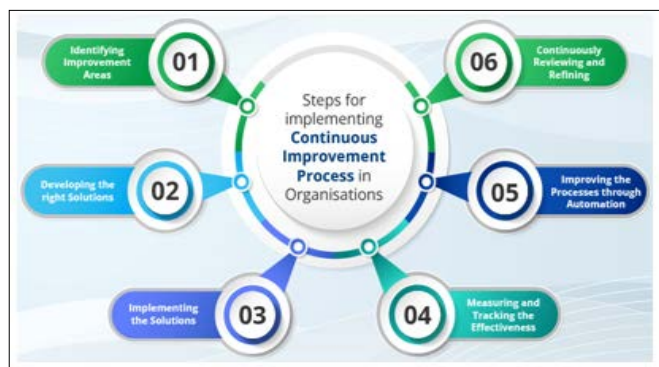 01
Identifying
Improvement
Areas
02
Developing the
right Solutions
03
Implementing
the Solutions
Steps for
implementing
Continuous
Improvement
Process in
Organisations
04
Measuring and
Tracking the
Effectiveness
05
Improving the
Processes through
Automation
06
Continuously
Reviewing and
Refining